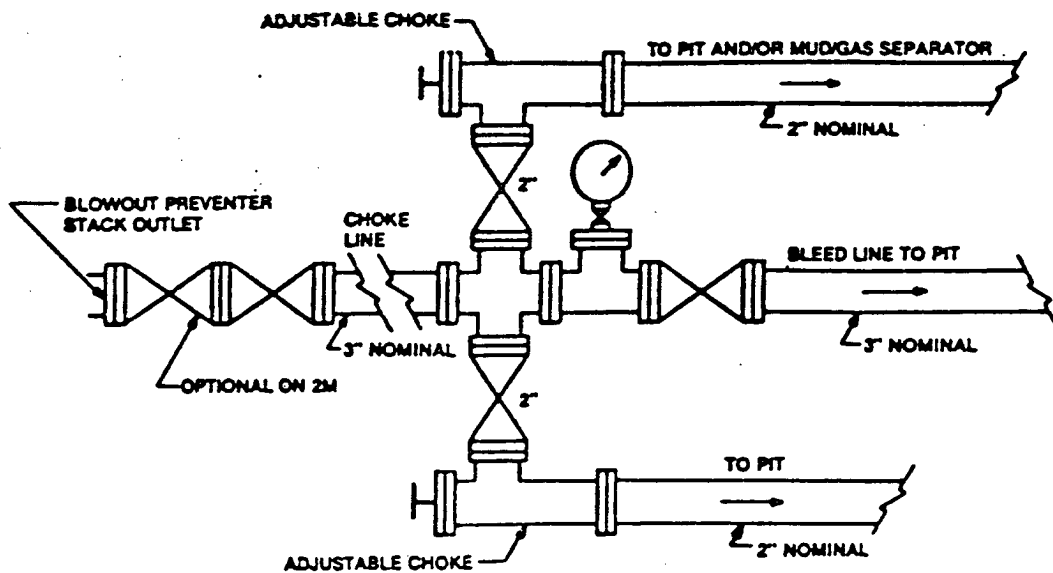 ADJUSTABLE CHOKE
TO PIT AND/OR MUD/GAS SEPARATOR
2" NOMINAL
2"
BLOWOUT PREVENTER
STACK OUTLET
CHOKE
LINE
BLEED LINE TO PIT
3" NOMINAL
3" NOMINAL
OPTIONAL ON 2M
2"
TO PIT
2" NOMINAL
ADJUSTABLE CHOKE